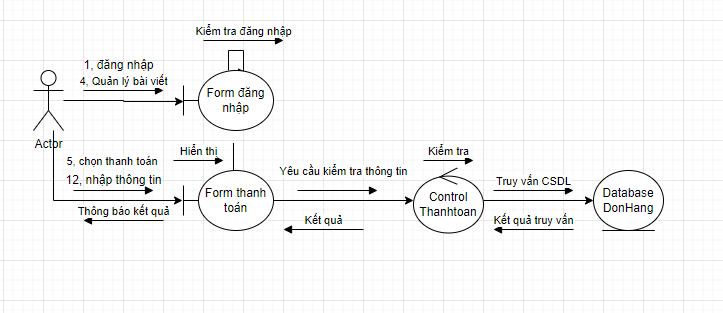 Kiểm tra đăng nhập
1, đăng nhập
4, Quản lý bài viết
Form đăng
nhập
Actor
5, chọn thanh toán
12, nhập thông tin
Thông báo kết quả
Hiển thị
Form thanh
toán
Yêu cầu kiểm tra thông tin
Kết quả
Kiểm tra
Control
Thanhtoan
Truy vấn CSDL
Kết quả truy vấn
Database
DonHang